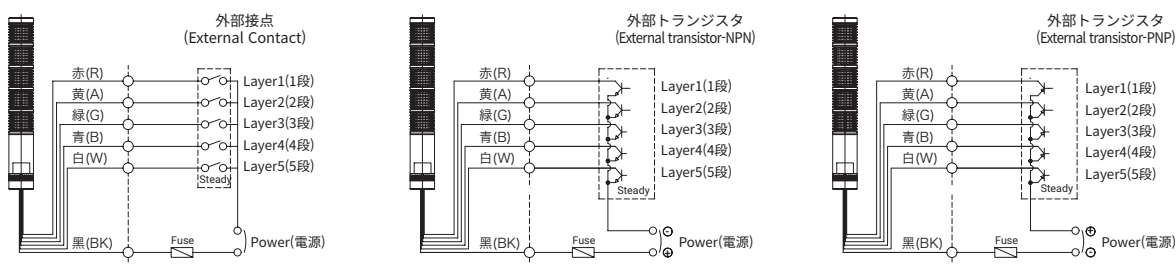 外部接点
(External Contact)
赤(R)
黄(A)
緑(G)
青(B)
白(W)
Layer1(1段)
Layer2(2段)
Layer3(3段)
Layer4(4段)
Layer5(5段)
Steady
黒(BK)
Fuse
Power(電源)
外部トランジスタ
(External transistor-NPN)
赤(R)
黄(A)
緑(G)
青(B)
白(W)
Layer1(1段)
Layer2(2段)
Layer3(3段)
Layer4(4段)
Layer5(5段)
Steady
黒(BK)
Fuse
Power(電源)
外部トランジスタ
(External transistor-PNP)
赤(R)
黄(A)
緑(G)
青(B)
白(W)
Layer1(1段)
Layer2(2段)
Layer3(3段)
Layer4(4段)
Layer5(5段)
Steady
黒(BK)
Fuse
Power(電源)